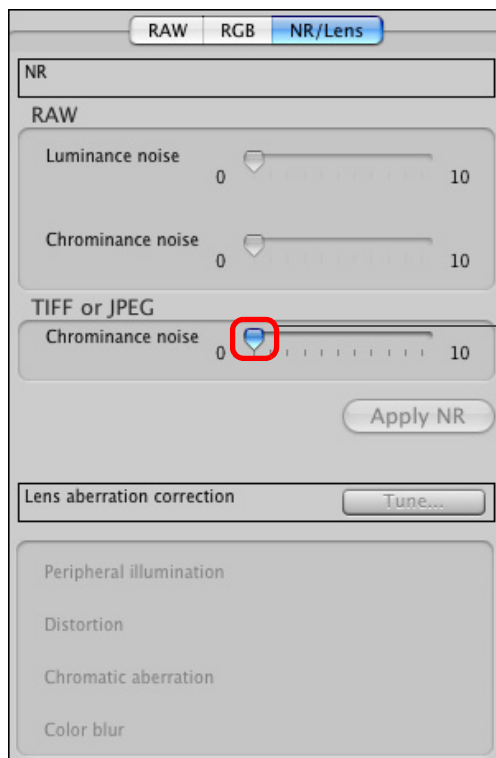 RAW RGB NR/Lens
NR
RAW
Luminance noise
0 10
Chrominance noise
0 10
TIFF or JPEG
Chrominance noise
0 10
Apply NR
Lens aberration correction Tune...
Peripheral illumination
Distortion
Chromatic aberration
Color blur